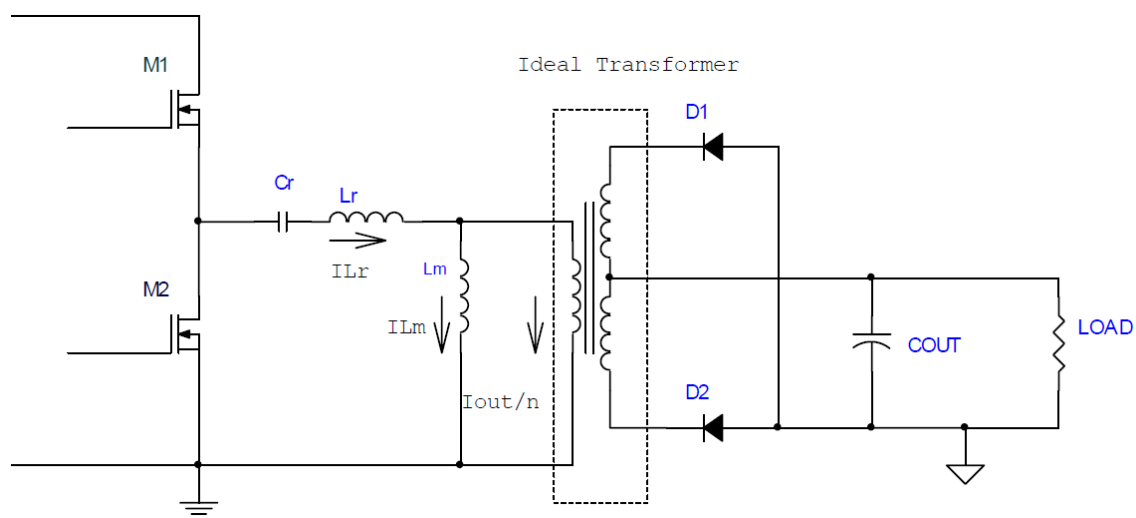 Ideal Transformer
M1
D1
Cr
Lr
ILr
Lm
M2
ILm
Iout/n
COUT
LOAD
D2